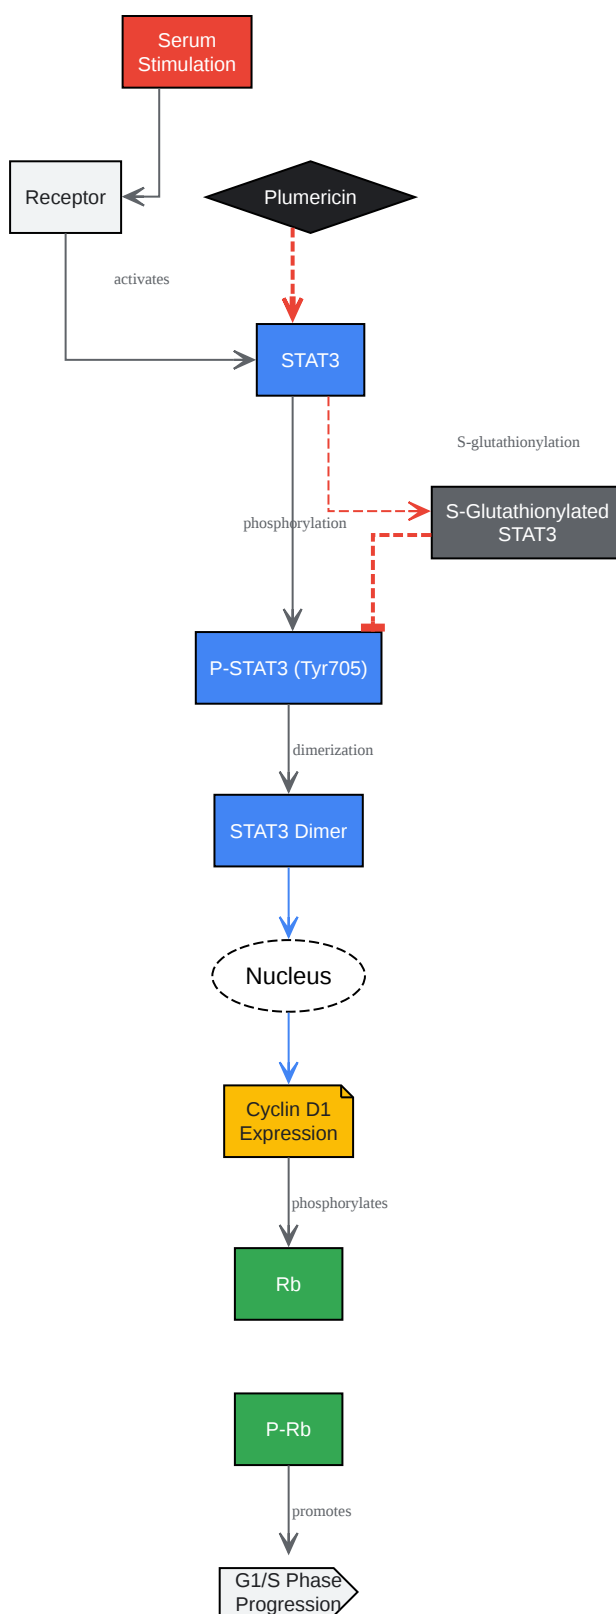 Serum
Stimulation
Receptor
Plumericin
activates
STAT3
S-glutathionylation
S-Glutathionylated
STAT3
phosphorylation
P-STAT3 (Tyr705)
dimerization
STAT3 Dimer
Nucleus
Cyclin D1
Expression
phosphorylates
Rb
P-Rb
promotes
G1/S Phase
Progression